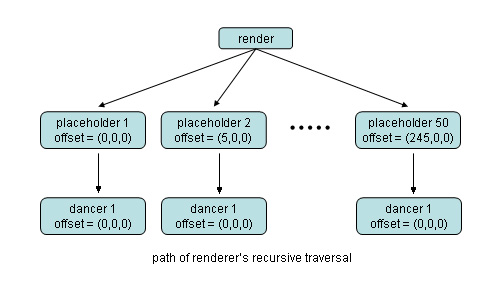 render
placeholder 1
offset = (0,0,0)
placeholder 2
offset = (5,0,0)
placeholder 50
offset = (245,0,0)
dancer 1
offset = (0,0,0)
dancer 1
offset = (0,0,0)
dancer 1
offset = (0,0,0)
path of renderer's recursive traversal